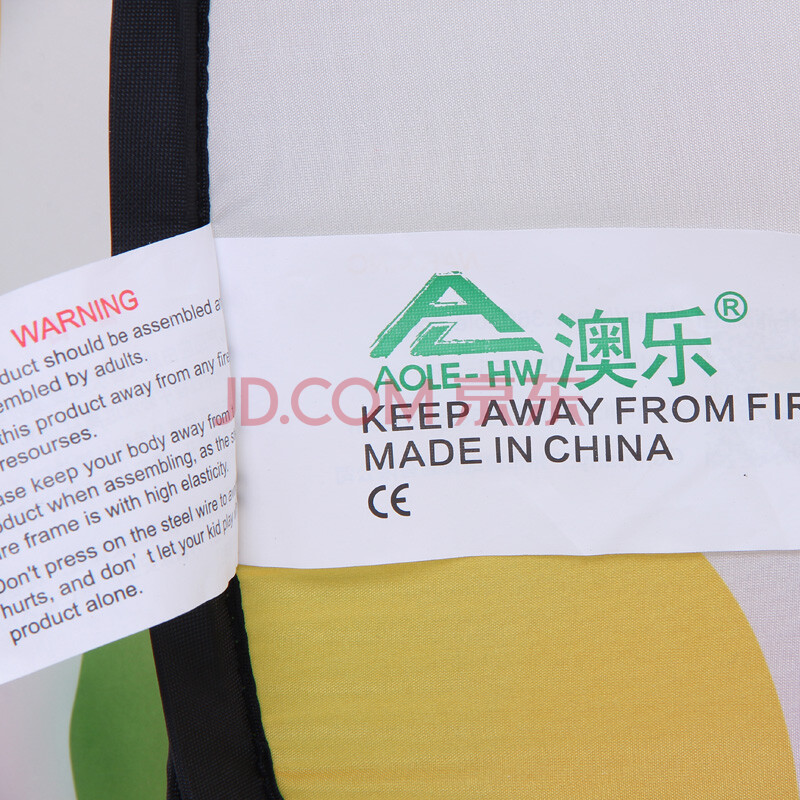 WARNING
duct should be assembled
embled by adults.
this product away from any fire
resourses.
ase keep your body away from
oduct when assembling, as the
re frame is with high elasticity.
Don't press on the steel wire to
hurts, and don't let your kid play
product alone.
AOLE-HW 澳乐®
JD.COM 京东
KEEP AWAY FROM FIR
MADE IN CHINA
CE